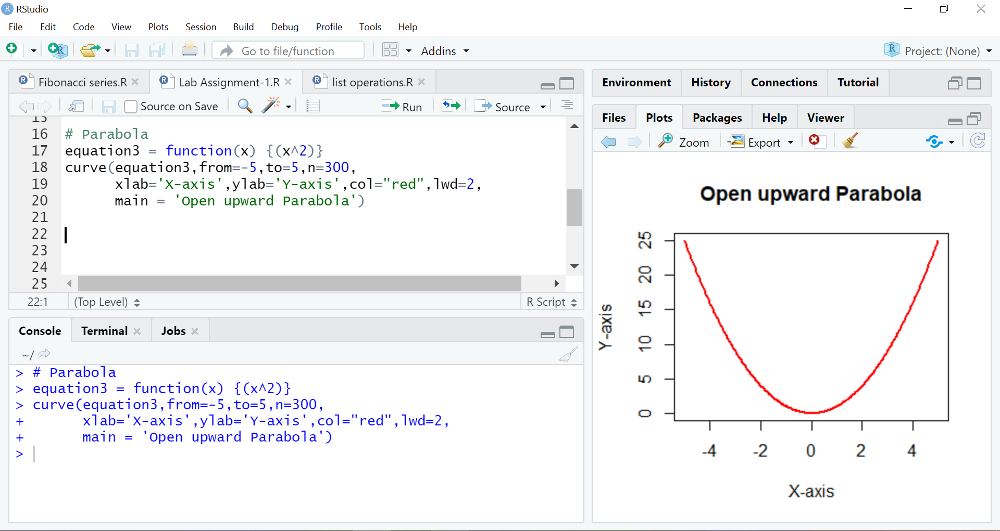 RStudio
File Edit Code View Plots Session Build Debug Profile Tools Help
Go to file/function Addins Project: (None)
Fibonacci series.R Lab Assignment-1.R list operations.R
Source on Save Run Source
15
16 # Parabola
17 equation3 = function(x) {(x^2)}
18 curve(equation3,from=-5,to=5,n=300,
19 xlab='X-axis',ylab='Y-axis',col="red",lwd=2,
20 main = 'Open upward Parabola')
21
22
23
24
25
22:1 (Top Level) R Script
Console Terminal Jobs
~/
> # Parabola
> equation3 = function(x) {(x^2)}
> curve(equation3,from=-5,to=5,n=300,
+ xlab='X-axis',ylab='Y-axis',col="red",lwd=2,
+ main = 'Open upward Parabola')
>
Environment History Connections Tutorial
Files Plots Packages Help Viewer
Zoom Export
Open upward Parabola
Y-axis
25
20
15
10
5
0
-4 -2 0 2 4
X-axis